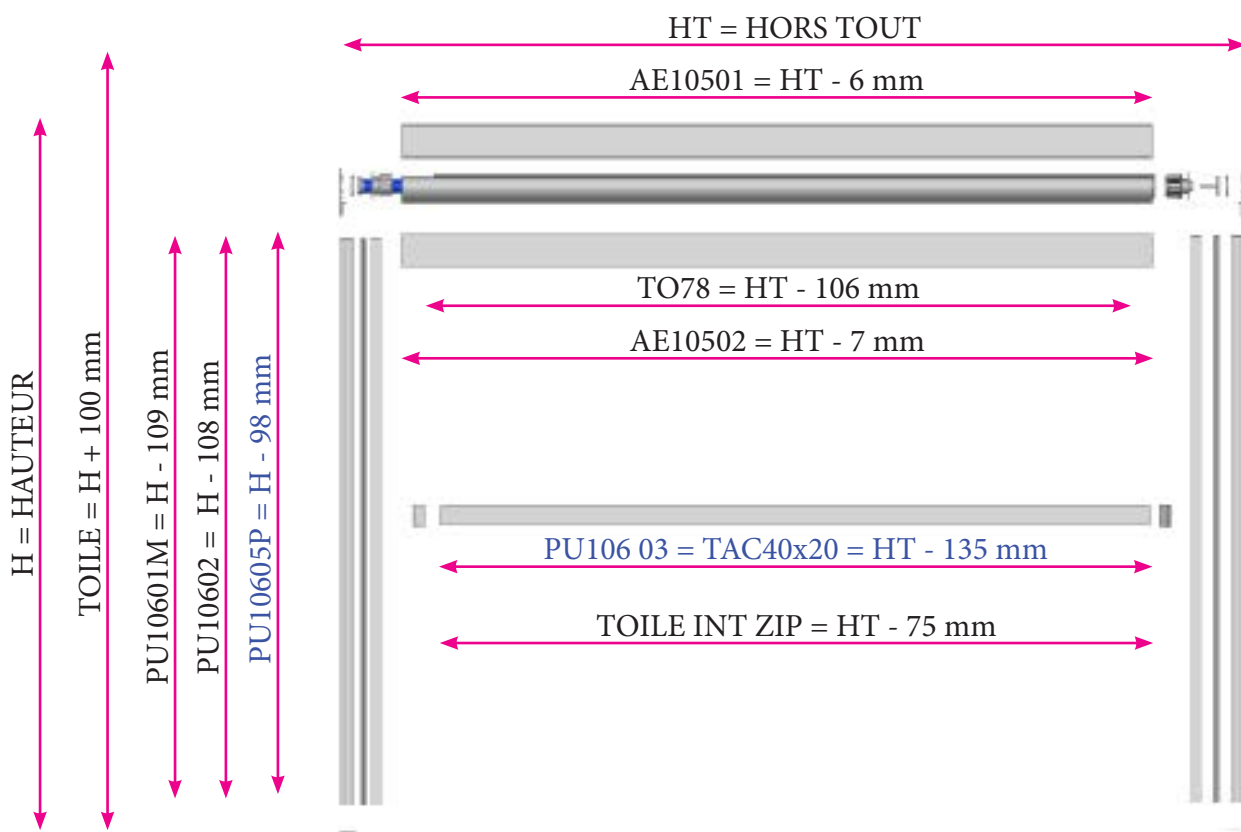 HT = HORS TOUT
AE10501 = HT - 6 mm
TO78 = HT - 106 mm
AE10502 = HT - 7 mm
PU106 03 = TAC40x20 = HT - 135 mm
TOILE INT ZIP = HT - 75 mm
H = HAUTEUR
TOILE = H + 100 mm
PU10601M = H - 109 mm
PU10602 = H - 108 mm
PU10605P = H - 98 mm